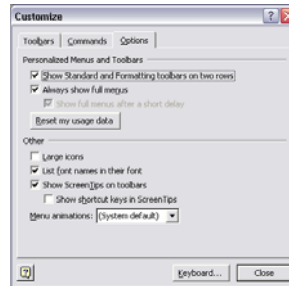 Customize
Toolbars Commands Options
Personalized Menus and Toolbars
Show Standard and Formatting toolbars on two rows
Always show full menus
Show full menus after a short delay
Reset my usage data
Other
Large icons
List font names in their font
Show ScreenTips on toolbars
Show shortcut keys in ScreenTips
Menu animations: (System default)
Keyboard... Close